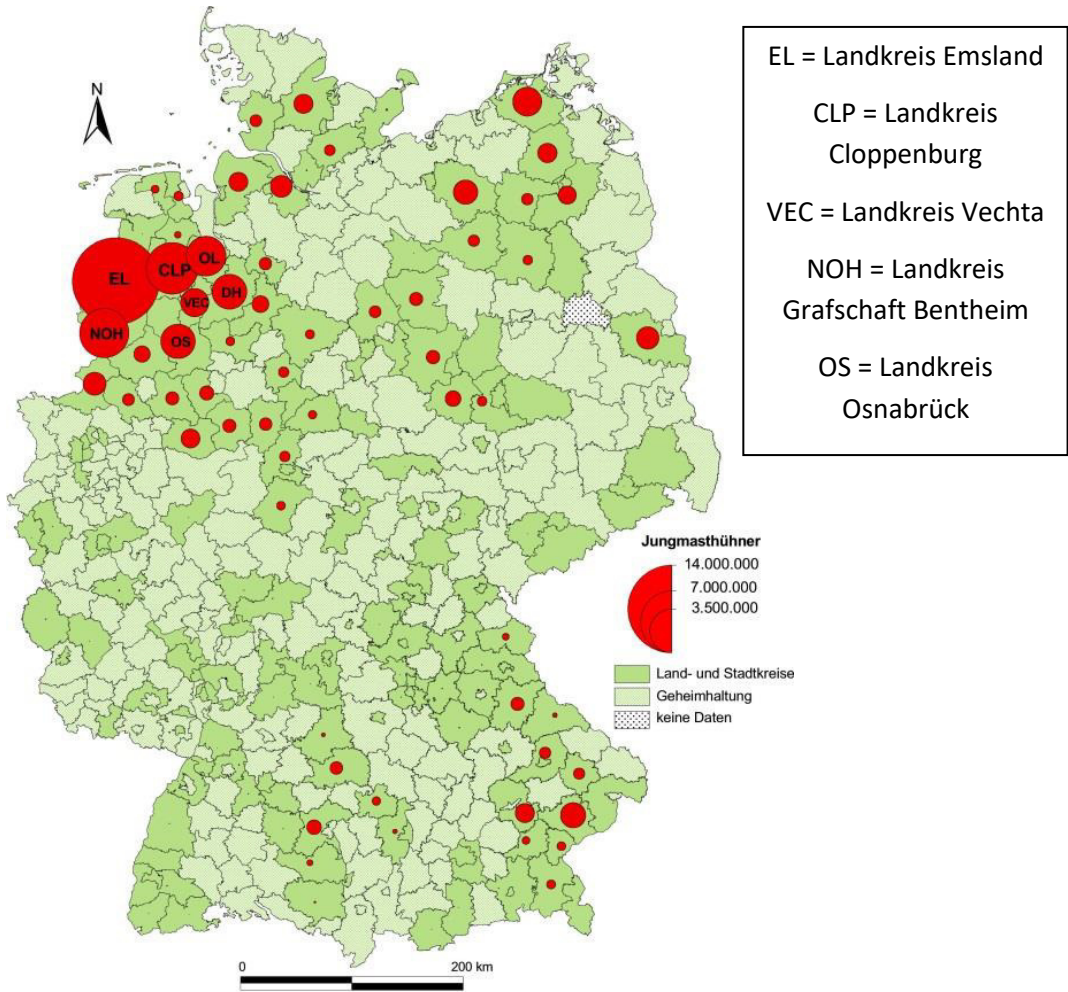 EL = Landkreis Emsland
CLP = Landkreis
Cloppenburg
VEC = Landkreis Vechta
NOH = Landkreis
Grafschaft Bentheim
OS = Landkreis
Osnabrück
N
OL
CLP
EL
DH
VEC
NOH
OS
Jungmasthühner
14.000.000
7.000.000
3.500.000
Land- und Stadtkreise
Geheimhaltung
keine Daten
0 200 km